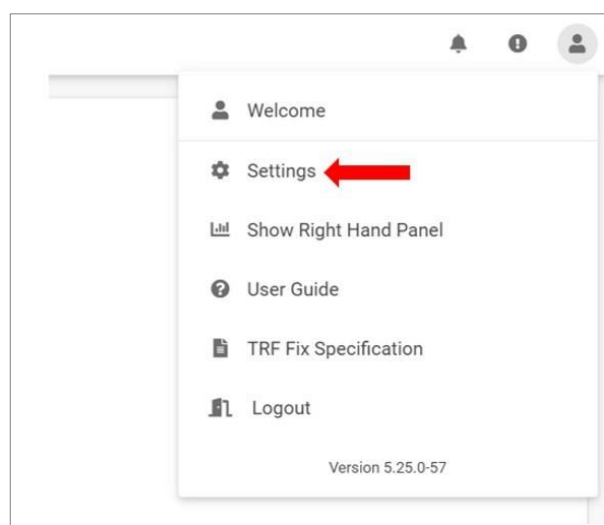 Welcome
Settings
Show Right Hand Panel
User Guide
TRF Fix Specification
Logout
Version 5.25.0-57